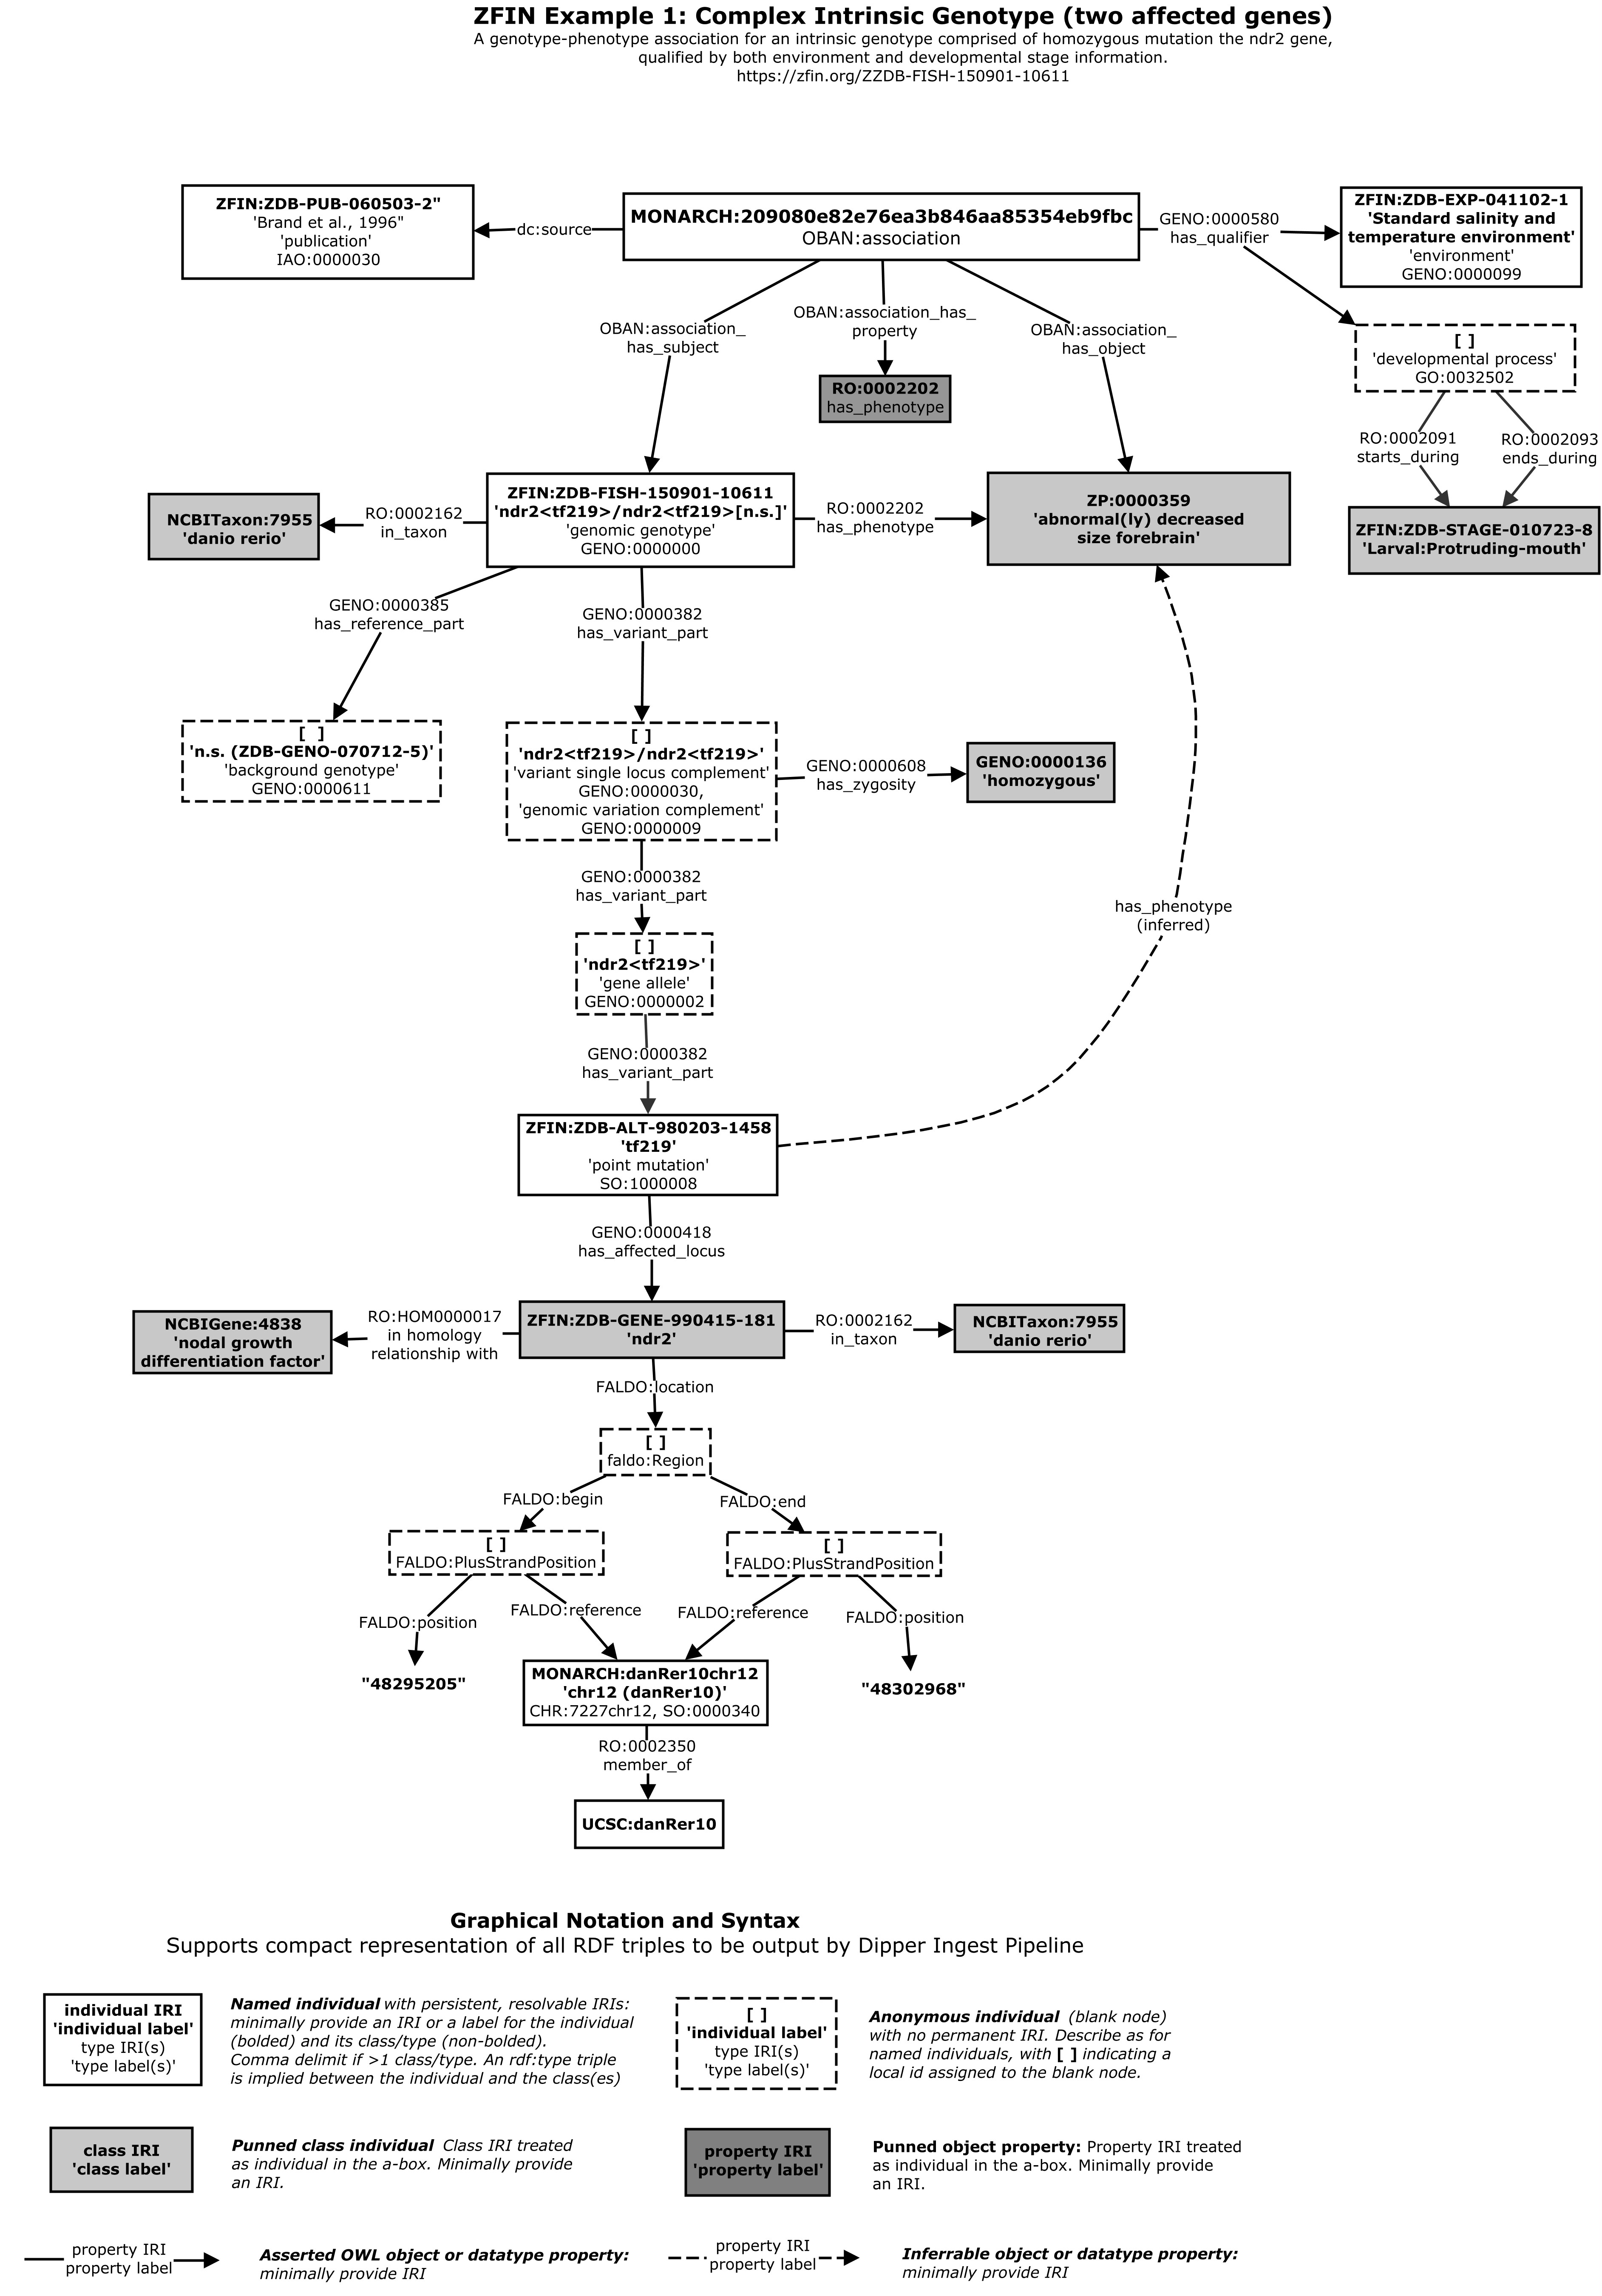 ZFIN Example 1: Complex Intrinsic Genotype (two affected genes)
A genotype-phenotype association for an intrinsic genotype comprised of homozygous mutation the ndr2 gene,
qualified by both environment and developmental stage information.
https://zfin.org/ZZDB-FISH-150901-10611
ZFIN:ZDB-PUB-060503-2"
'Brand et al., 1996"
'publication'
IAO:0000030
dc:source
MONARCH:209080e82e76ea3b846aa85354eb9fbc
OBAN:association
GENO:0000580
has_qualifier
ZFIN:ZDB-EXP-041102-1
'Standard salinity and
temperature environment'
'environment'
GENO:0000099
OBAN:association_
has_subject
OBAN:association_has_
property
OBAN:association_
has_object
[ ]
'developmental process'
GO:0032502
RO:0002202
has_phenotype
RO:0002091
starts_during
RO:0002093
ends_during
NCBITaxon:7955
'danio rerio'
RO:0002162
in_taxon
ZFIN:ZDB-FISH-150901-10611
'ndr2<tf219>/ndr2<tf219>[n.s.]'
'genomic genotype'
GENO:0000000
RO:0002202
has_phenotype
ZP:0000359
'abnormal(ly) decreased
size forebrain'
ZFIN:ZDB-STAGE-010723-8
'Larval:Protruding-mouth'
GENO:0000385
has_reference_part
GENO:0000382
has_variant_part
[ ]
'n.s. (ZDB-GENO-070712-5)'
'background genotype'
GENO:0000611
[ ]
'ndr2<tf219>/ndr2<tf219>'
'variant single locus complement'
GENO:0000030,
'genomic variation complement'
GENO:0000009
GENO:0000608
has_zygosity
GENO:0000136
'homozygous'
GENO:0000382
has_variant_part
has_phenotype
(inferred)
[ ]
'ndr2<tf219>'
'gene allele'
GENO:0000002
GENO:0000382
has_variant_part
ZFIN:ZDB-ALT-980203-1458
'tf219'
'point mutation'
SO:1000008
GENO:0000418
has_affected_locus
NCBIGene:4838
'nodal growth
differentiation factor'
RO:HOM0000017
in homology
relationship with
ZFIN:ZDB-GENE-990415-181
'ndr2'
RO:0002162
in_taxon
NCBITaxon:7955
'danio rerio'
FALDO:location
[ ]
faldo:Region
FALDO:begin
FALDO:end
[ ]
FALDO:PlusStrandPosition
[ ]
FALDO:PlusStrandPosition
FALDO:position
FALDO:reference
FALDO:reference
FALDO:position
"48295205"
MONARCH:danRer10chr12
'chr12 (danRer10)'
CHR:7227chr12, SO:0000340
"48302968"
RO:0002350
member_of
UCSC:danRer10
Graphical Notation and Syntax
Supports compact representation of all RDF triples to be output by Dipper Ingest Pipeline
individual IRI
'individual label'
type IRI(s)
'type label(s)'
Named individual with persistent, resolvable IRIs:
minimally provide an IRI or a label for the individual
(bolded) and its class/type (non-bolded).
Comma delimit if >1 class/type. An rdf:type triple
is implied between the individual and the class(es)
[ ]
'individual label'
type IRI(s)
'type label(s)'
Anonymous individual (blank node)
with no permanent IRI. Describe as for
named individuals, with [ ] indicating a
local id assigned to the blank node.
class IRI
'class label'
Punned class individual Class IRI treated
as individual in the a-box. Minimally provide
an IRI.
property IRI
'property label'
Punned object property: Property IRI treated
as individual in the a-box. Minimally provide
an IRI.
property IRI
property label
Asserted OWL object or datatype property:
minimally provide IRI
property IRI
property label
Inferrable object or datatype property:
minimally provide IRI